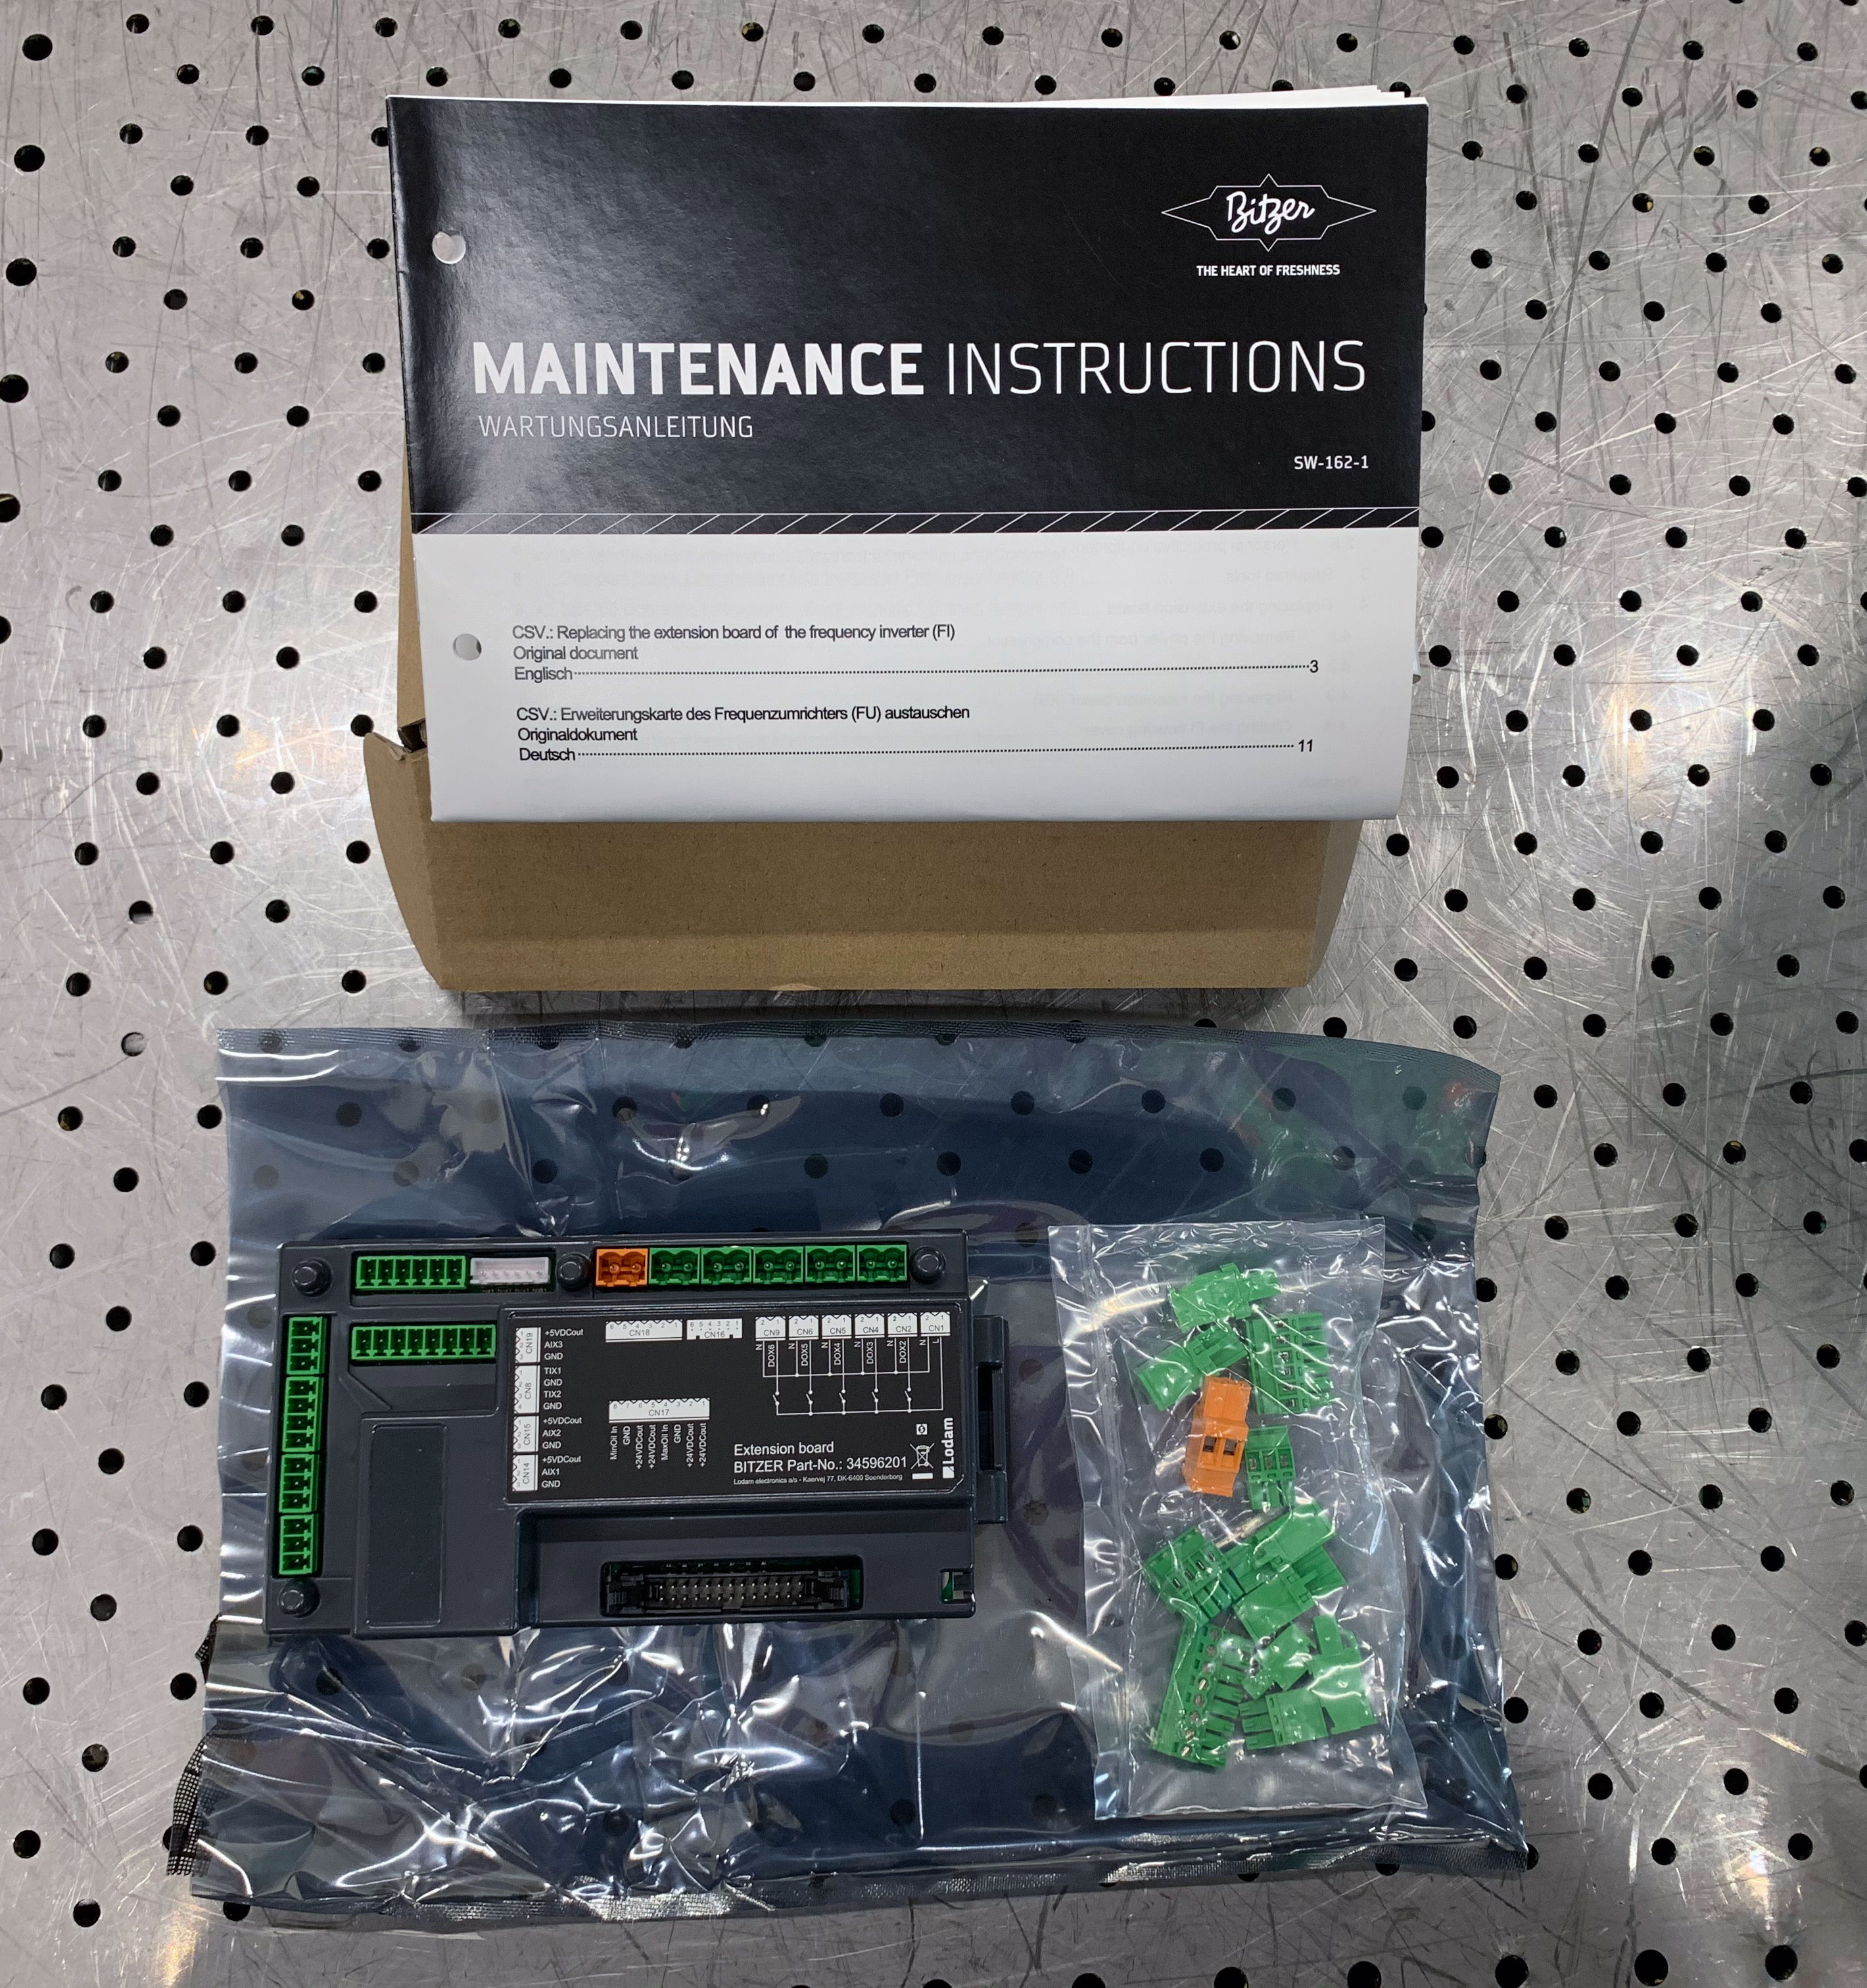 Bitzer
THE HEART OF FRESHNESS
MAINTENANCE INSTRUCTIONS
WARTUNGSANLEITUNG
SW-162-1
CSV.: Replacing the extension board of the frequency inverter (FI)
Original document
Englisch 3
CSV.: Erweiterungskarte des Frequenzumrichters (FU) austauschen
Originaldokument
Deutsch 11
CN19
+5VDCout
AIX3
GND
CN8
TIX1
GND
TIX2
GND
CN15
+5VDCout
AIX2
GND
CN14
+5VDCout
AIX1
GND
CN18
CN16
CN9
CN6
CN5
CN4
CN2
CN1
N
DOX6
N
DOX5
N
DOX4
N
DOX3
N
DOX2
N
L
CN17
MinOil In
GND
+24VDCout
+24VDCout
MaxOil In
GND
+24VDCout
+24VDCout
Extension board
BITZER Part-No.: 34596201
Lodam electronics a/s - Kaervej 77, DK-6400 Soenderborg
Lodam